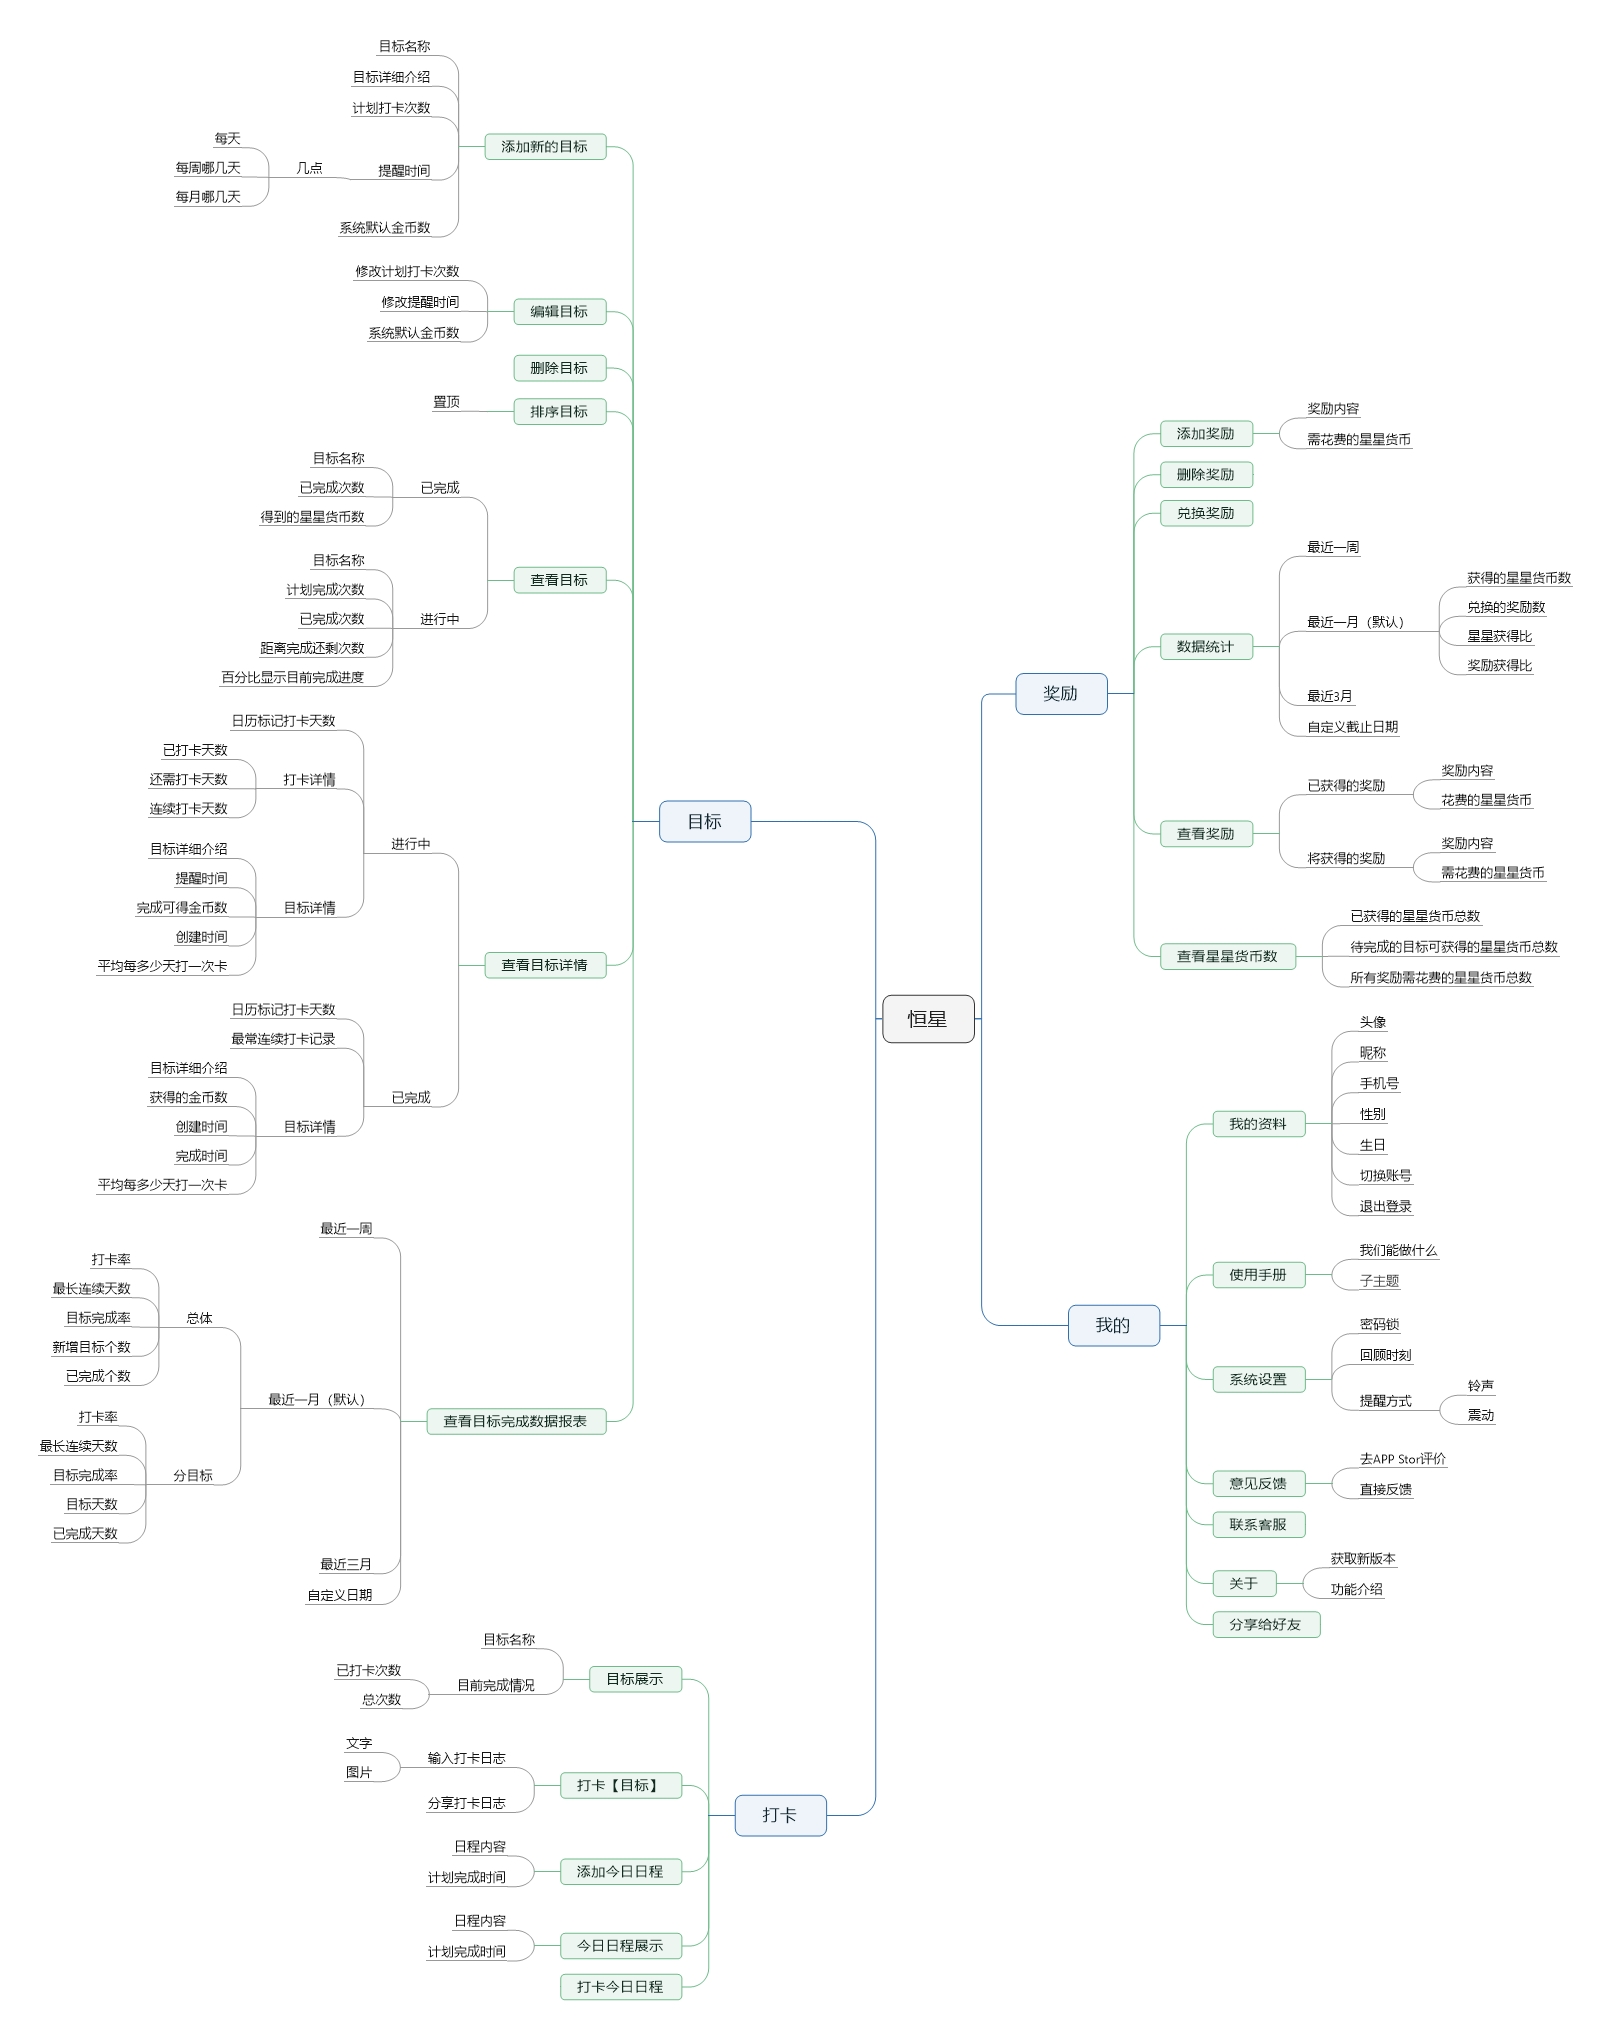 恒星
目标
添加新的目标
目标名称
目标详细介绍
计划打卡次数
提醒时间
几点
每天
每周哪几天
每月哪几天
系统默认金币数
编辑目标
修改计划打卡次数
修改提醒时间
系统默认金币数
删除目标
排序目标
置顶
查看目标
已完成
目标名称
已完成次数
得到的星星货币数
进行中
目标名称
计划完成次数
已完成次数
距离完成还剩次数
百分比显示目前完成进度
查看目标详情
进行中
日历标记打卡天数
打卡详情
已打卡天数
还需打卡天数
连续打卡天数
目标详情
目标详细介绍
提醒时间
完成可得金币数
创建时间
平均每多少天打一次卡
已完成
日历标记打卡天数
最常连续打卡记录
目标详情
目标详细介绍
获得的金币数
创建时间
完成时间
平均每多少天打一次卡
查看目标完成数据报表
最近一周
最近一月（默认）
总体
打卡率
最长连续天数
目标完成率
新增目标个数
已完成个数
分目标
打卡率
最长连续天数
目标完成率
目标天数
已完成天数
最近三月
自定义日期
打卡
目标展示
目标名称
目前完成情况
已打卡次数
总次数
打卡【目标】
输入打卡日志
文字
图片
分享打卡日志
添加今日日程
日程内容
计划完成时间
今日日程展示
日程内容
计划完成时间
打卡今日日程
奖励
添加奖励
奖励内容
需花费的星星货币
删除奖励
兑换奖励
数据统计
最近一周
最近一月（默认）
获得的星星货币数
兑换的奖励数
星星获得比
奖励获得比
最近3月
自定义截止日期
查看奖励
已获得的奖励
奖励内容
花费的星星货币
将获得的奖励
奖励内容
需花费的星星货币
查看星星货币数
已获得的星星货币总数
待完成的目标可获得的星星货币总数
所有奖励需花费的星星货币总数
我的
我的资料
头像
昵称
手机号
性别
生日
切换账号
退出登录
使用手册
我们能做什么
子主题
系统设置
密码锁
回顾时刻
提醒方式
铃声
震动
意见反馈
去APP Stor评价
直接反馈
联系客服
关于
获取新版本
功能介绍
分享给好友